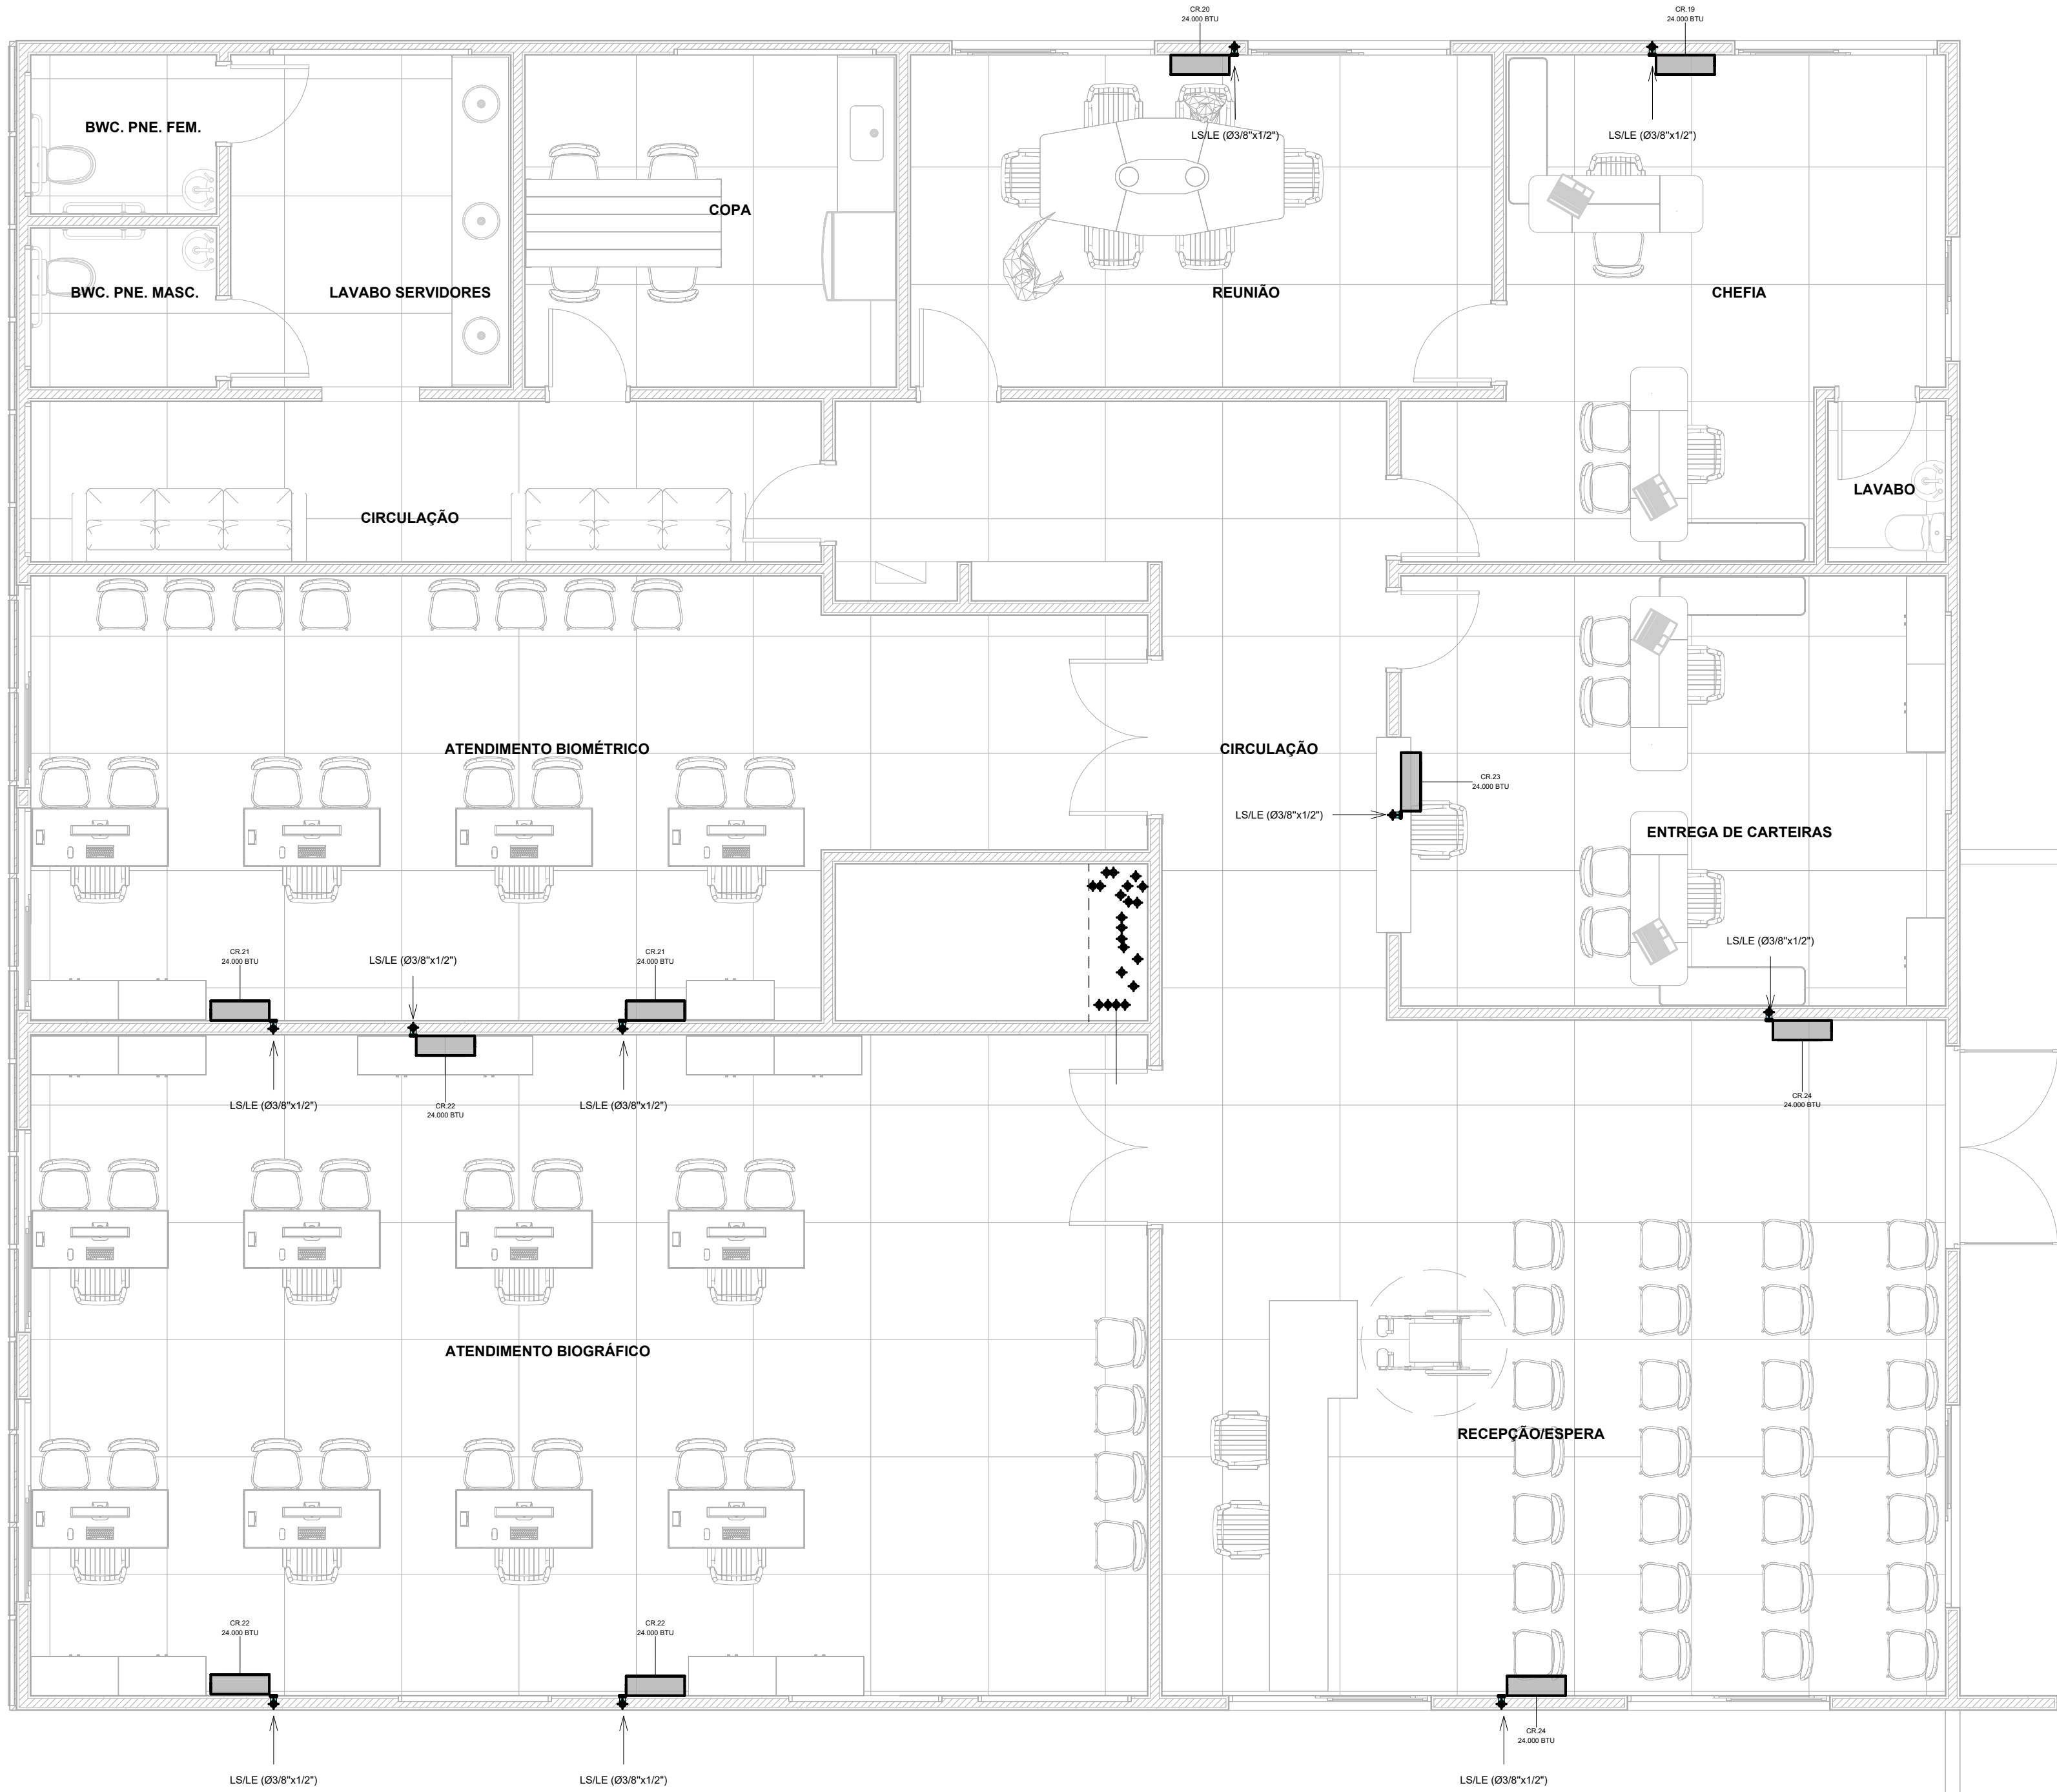 CR.20
24.000 BTU
CR.19
24.000 BTU
BWC. PNE. FEM.
LS/LE (Ø3/8"x1/2")
LS/LE (Ø3/8"x1/2")
COPA
BWC. PNE. MASC.
LAVABO SERVIDORES
REUNIÃO
CHEFIA
LAVABO
CIRCULAÇÃO
ATENDIMENTO BIOMÉTRICO
CIRCULAÇÃO
CR.23
24.000 BTU
LS/LE (Ø3/8"x1/2")
ENTREGA DE CARTEIRAS
LS/LE (Ø3/8"x1/2")
CR.21
24.000 BTU
LS/LE (Ø3/8"x1/2")
CR.21
24.000 BTU
LS/LE (Ø3/8"x1/2")
CR.22
24.000 BTU
LS/LE (Ø3/8"x1/2")
CR.24
24.000 BTU
ATENDIMENTO BIOGRÁFICO
RECEPÇÃO/ESPERA
CR.22
24.000 BTU
CR.22
24.000 BTU
CR.24
24.000 BTU
LS/LE (Ø3/8"x1/2")
LS/LE (Ø3/8"x1/2")
LS/LE (Ø3/8"x1/2")